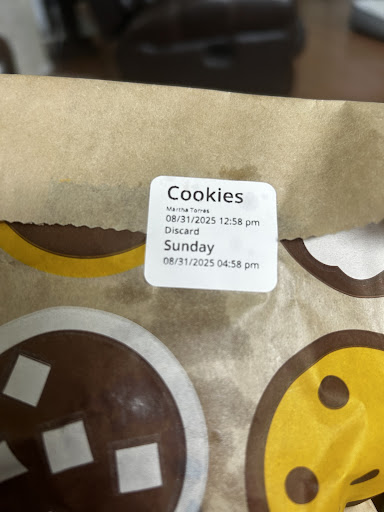 Cookies
Martha Torres
08/31/2025 12:58 pm
Discard
Sunday
08/31/2025 04:58 pm